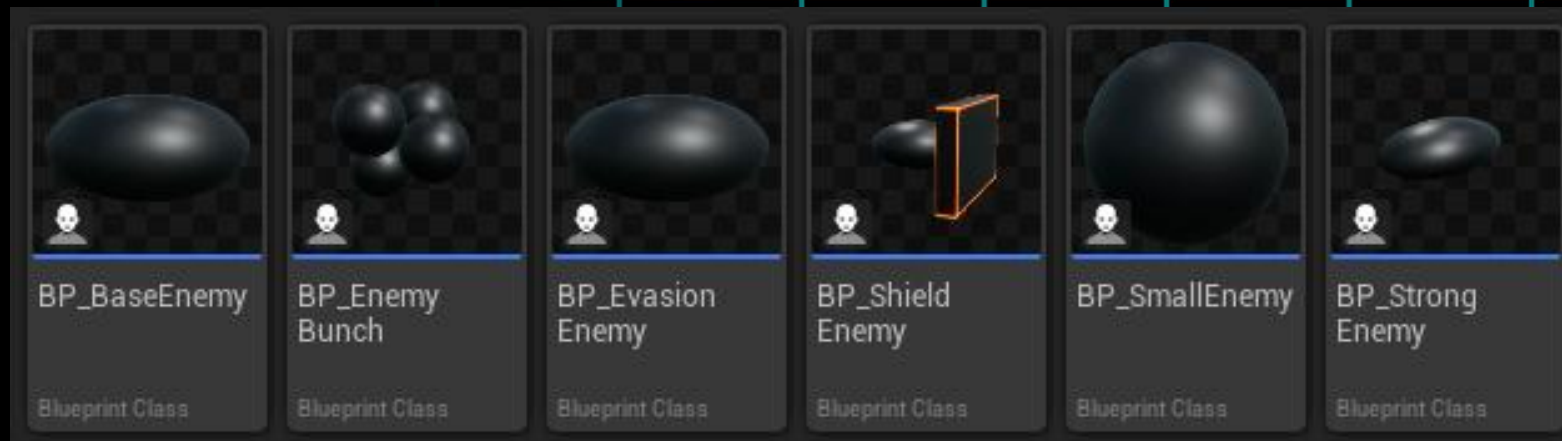 BP_BaseEnemy
Blueprint Class
BP_Enemy
Bunch
Blueprint Class
BP_Evasion
Enemy
Blueprint Class
BP_Shield
Enemy
Blueprint Class
BP_SmallEnemy
Blueprint Class
BP_Strong
Enemy
Blueprint Class